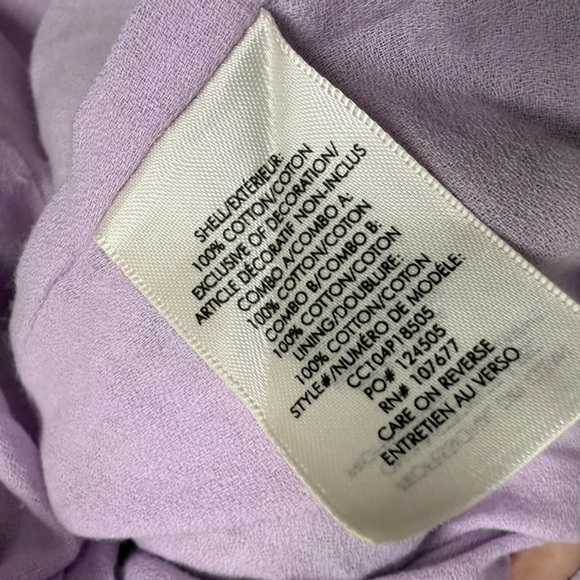 SHELL/EXTÉRIEUR:
100% COTTON/COTON
EXCLUSIVE OF DECORATION/
ARTICLE DÉCORATIF NON-INCLUS
COMBO A/COMBO A:
100% COTTON/COTON
COMBO B/COMBO B:
100% COTTON/COTON
LINING/DOUBLURE:
100% COTTON/COTON
STYLE#/NUMÉRO DE MODÈLE:
CC104P18505
PO# 124505
RN# 107677
CARE ON REVERSE
ENTRETIEN AU VERSO